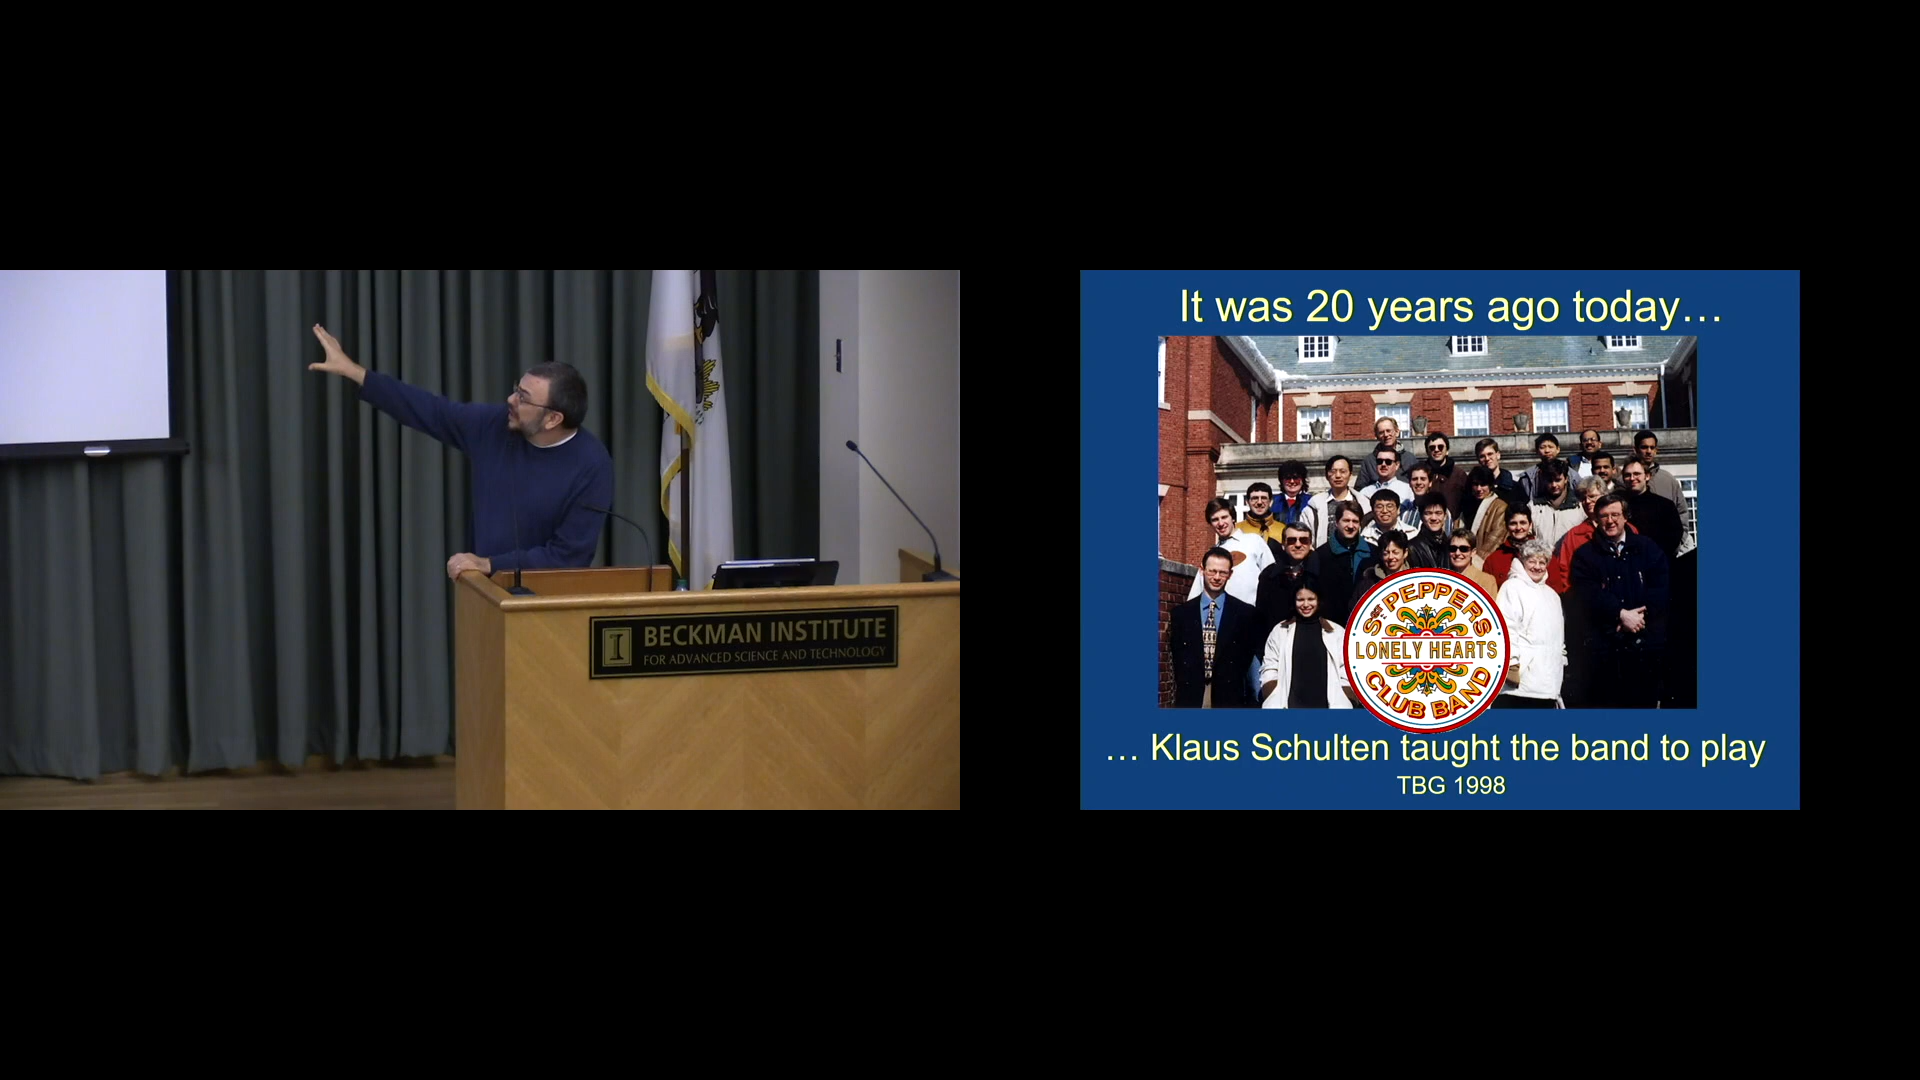 I
BECKMAN INSTITUTE
FOR ADVANCED SCIENCE AND TECHNOLOGY
It was 20 years ago today…
SGT.
PEPPERS
LONELY HEARTS
CLUB BAND
… Klaus Schulten taught the band to play
TBG 1998